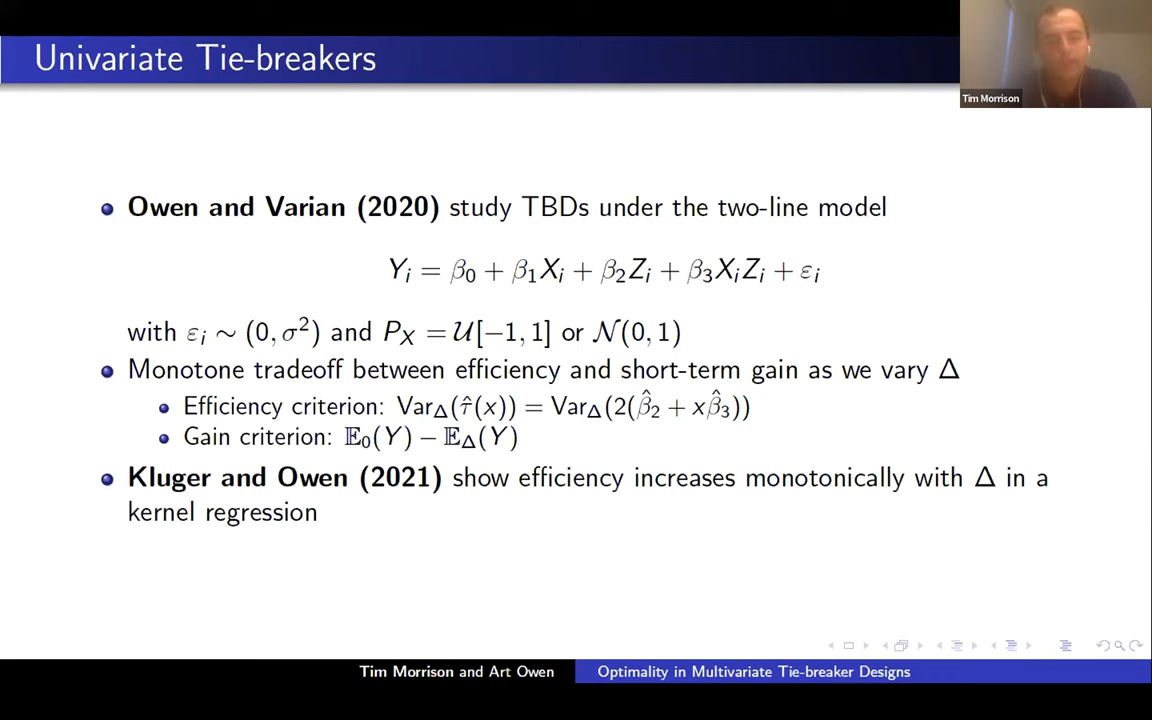 Univariate Tie-breakers
Tim Morrison
Owen and Varian (2020) study TBDs under the two-line model
Yᵢ = β₀ + β₁Xᵢ + β₂Zᵢ + β₃XᵢZᵢ + εᵢ
with εᵢ ∼ (0, σ²) and P_X = 𝒰[−1, 1] or 𝒩(0, 1)
Monotone tradeoff between efficiency and short-term gain as we vary Δ
Efficiency criterion: Var_Δ(τ̂(x)) = Var_Δ(2(β̂₂ + xβ̂₃))
Gain criterion: 𝔼₀(Y) − 𝔼_Δ(Y)
Kluger and Owen (2021) show efficiency increases monotonically with Δ in a
kernel regression
Tim Morrison and Art Owen
Optimality in Multivariate Tie-breaker Designs